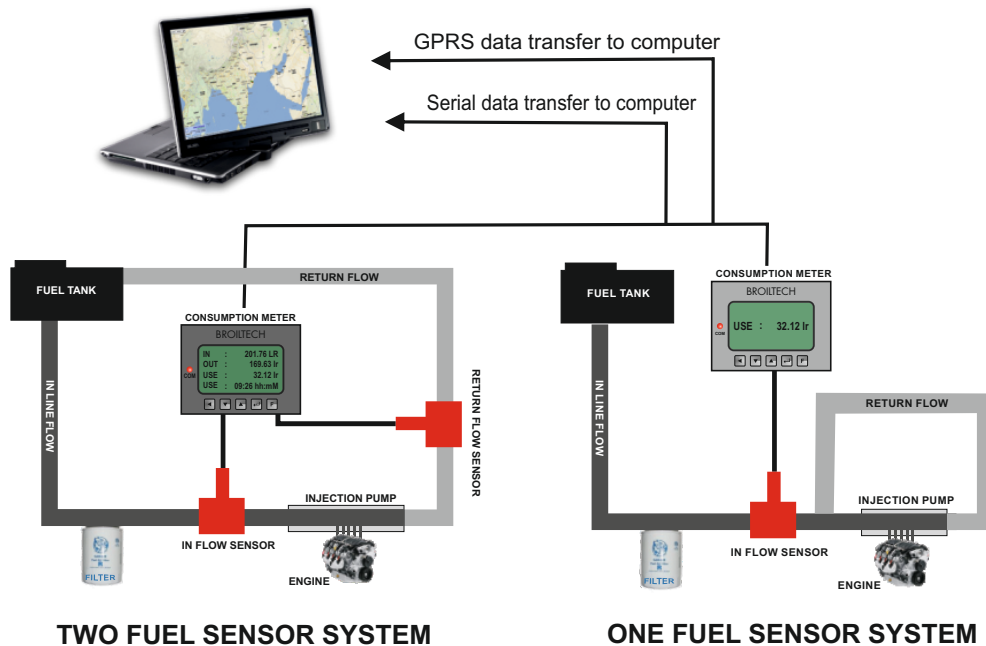 GPRS data transfer to computer
Serial data transfer to computer
FUEL TANK
RETURN FLOW
CONSUMPTION METER
BROILTECH
IN : 201.76 LR
OUT : 169.63 lr
USE : 32.12 lr
USE : 09:26 hh:mM
COM
F
IN LINE FLOW
RETURN FLOW SENSOR
INJECTION PUMP
IN FLOW SENSOR
FILTER
ENGINE
TWO FUEL SENSOR SYSTEM
FUEL TANK
CONSUMPTION METER
BROILTECH
USE : 32.12 lr
COM
F
IN LINE FLOW
RETURN FLOW
INJECTION PUMP
IN FLOW SENSOR
FILTER
ENGINE
ONE FUEL SENSOR SYSTEM